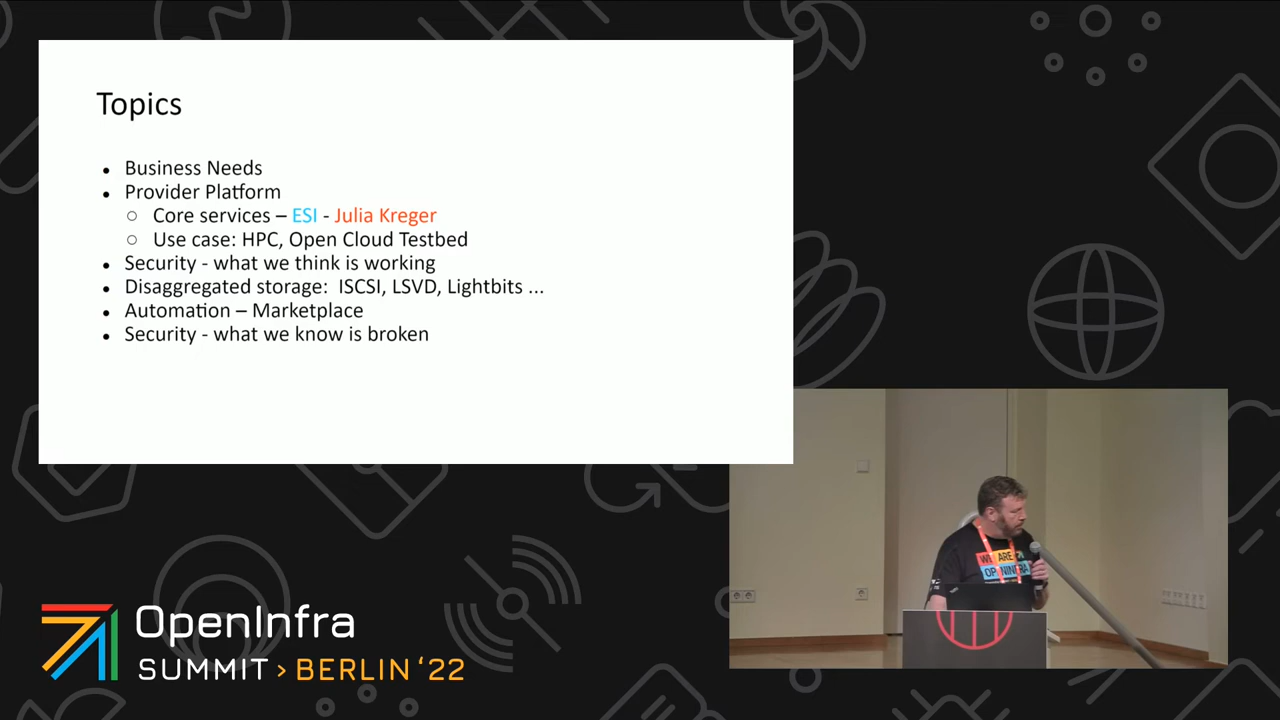 Topics
• Business Needs
• Provider Platform
○ Core services – ESI - Julia Kreger
○ Use case: HPC, Open Cloud Testbed
• Security - what we think is working
• Disaggregated storage: ISCSI, LSVD, Lightbits ...
• Automation – Marketplace
• Security - what we know is broken
OpenInfra
SUMMIT > BERLIN ‘22
ARE